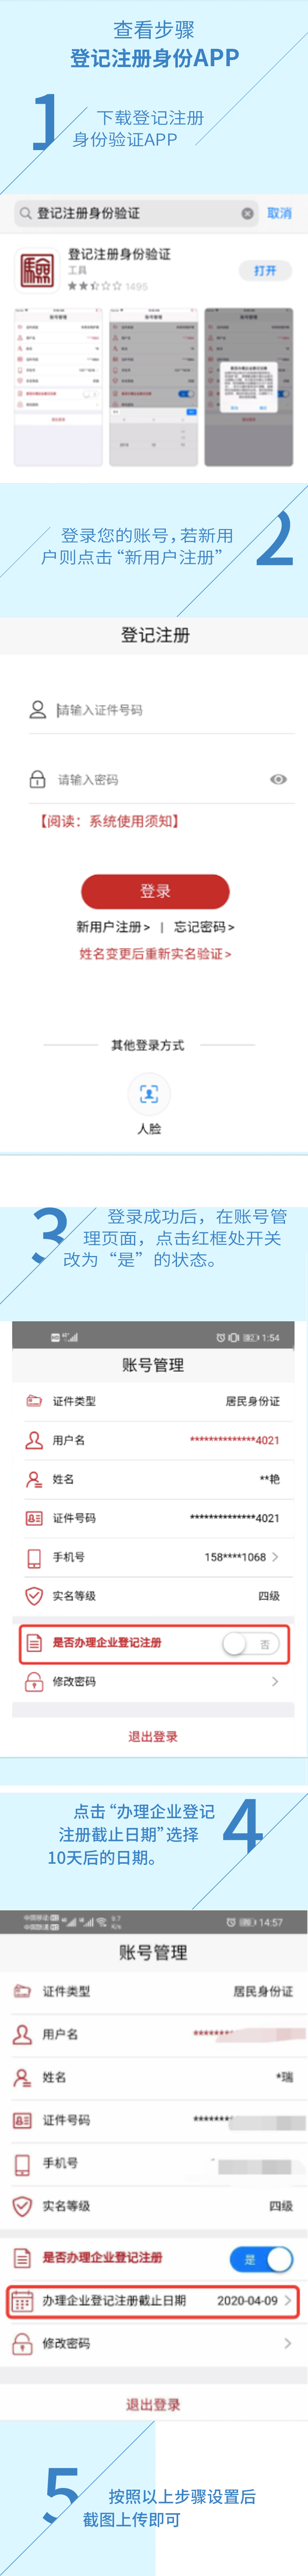 查看步骤
登记注册身份APP
1
下载登记注册
身份验证APP
登记注册身份验证
取消
登记注册身份验证
工具
1495
打开
2
登录您的账号,若新用
户则点击“新用户注册”
登记注册
请输入证件号码
请输入密码
【阅读：系统使用须知】
登录
新用户注册> | 忘记密码>
姓名变更后重新实名验证>
其他登录方式
人脸
3
登录成功后，在账号管
理页面，点击红框处开关
改为“是”的状态。
1:54
账号管理
证件类型 居民身份证
用户名 **************4021
姓名 **艳
证件号码 **************4021
手机号 158****1068
实名等级 四级
是否办理企业登记注册 否
修改密码
退出登录
4
点击“办理企业登记
注册截止日期”选择
10天后的日期。
14:57
账号管理
证件类型 居民身份证
用户名 ********
姓名 *瑞
证件号码 ********
手机号
实名等级 四级
是否办理企业登记注册 是
办理企业登记注册截止日期 2020-04-09
修改密码
退出登录
5
按照以上步骤设置后
截图上传即可